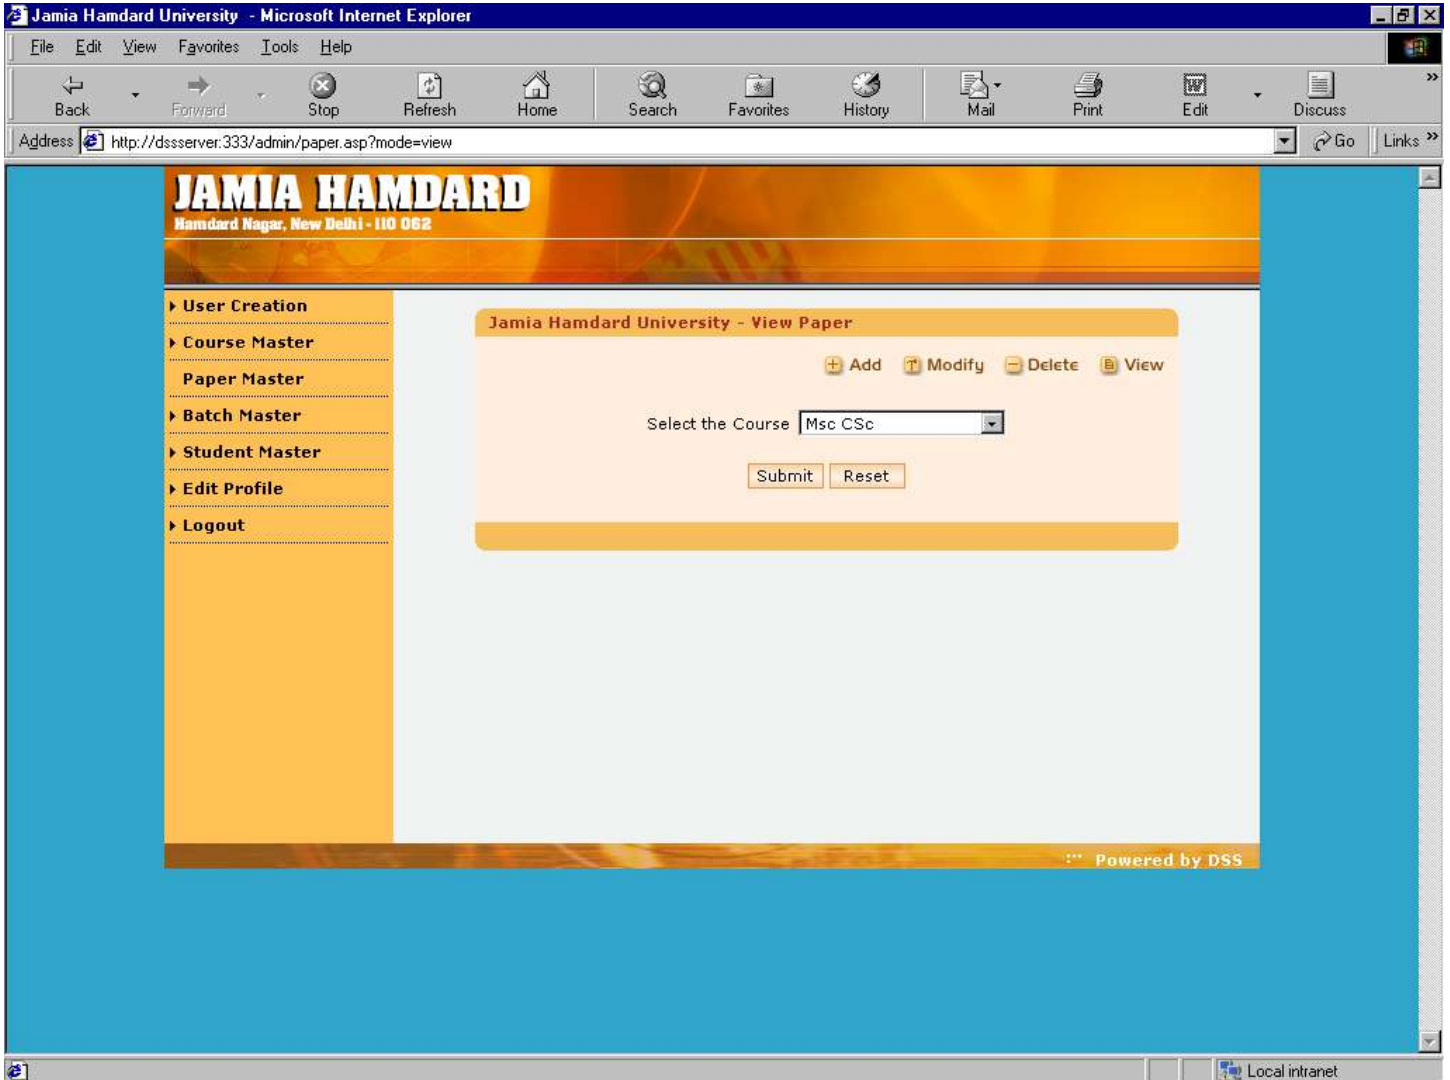 Jamia Hamdard University - Microsoft Internet Explorer
File Edit View Favorites Tools Help
Back Forward Stop Refresh Home Search Favorites History Mail Print Edit Discuss »
Address http://dssserver:333/admin/paper.asp?mode=view Go Links »
JAMIA HAMDARD
Hamdard Nagar, New Delhi - 110 062
User Creation
Course Master
Paper Master
Batch Master
Student Master
Edit Profile
Logout
Jamia Hamdard University - View Paper
Add Modify Delete View
Select the Course Msc CSc
Submit Reset
Powered by DSS
Local intranet